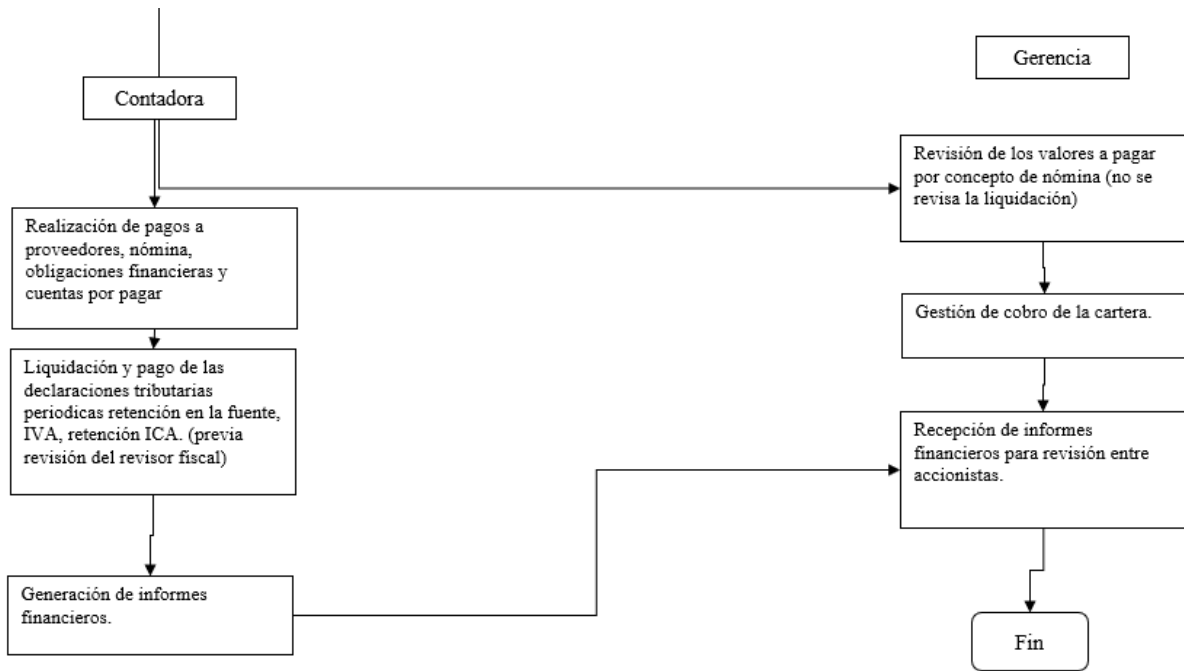 Contadora
Realización de pagos a
proveedores, nómina,
obligaciones financieras y
cuentas por pagar
Liquidación y pago de las
declaraciones tributarias
periodicas retención en la fuente,
IVA, retención ICA. (previa
revisión del revisor fiscal)
Generación de informes
financieros.
Gerencia
Revisión de los valores a pagar
por concepto de nómina (no se
revisa la liquidación)
Gestión de cobro de la cartera.
Recepción de informes
financieros para revisión entre
accionistas.
Fin